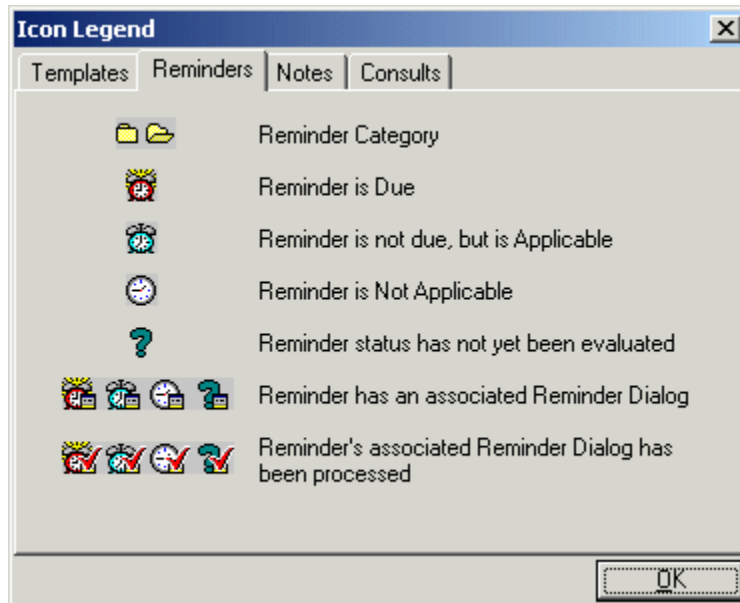 Icon Legend
Templates Reminders Notes Consults
Reminder Category
Reminder is Due
Reminder is not due, but is Applicable
Reminder is Not Applicable
Reminder status has not yet been evaluated
Reminder has an associated Reminder Dialog
Reminder's associated Reminder Dialog has
been processed
OK